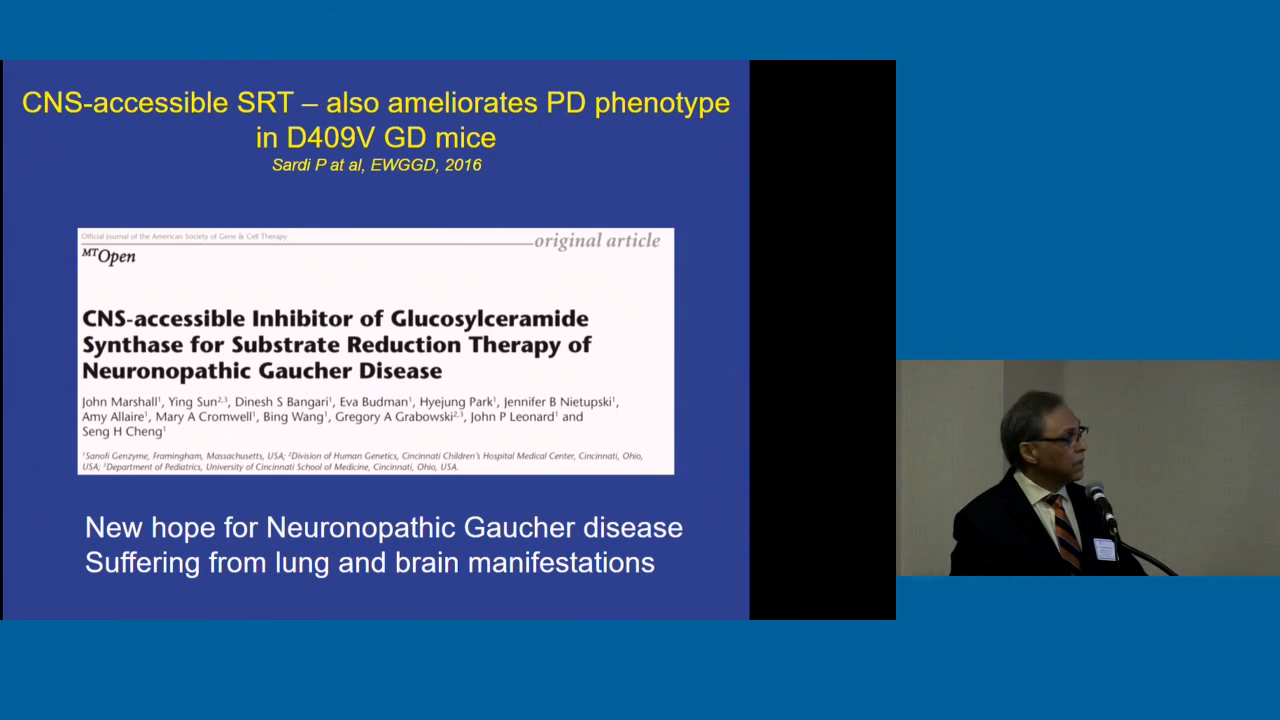 CNS-accessible SRT – also ameliorates PD phenotype
in D409V GD mice
Sardi P at al, EWGGD, 2016
Official journal of the American Society of Gene & Cell Therapy
original article
MTOpen
CNS-accessible Inhibitor of Glucosylceramide
Synthase for Substrate Reduction Therapy of
Neuronopathic Gaucher Disease
John Marshall1, Ying Sun2,3, Dinesh S Bangari1, Eva Budman1, Hyejung Park1, Jennifer B Nietupski1,
Amy Allaire1, Mary A Cromwell1, Bing Wang1, Gregory A Grabowski2,3, John P Leonard1 and
Seng H Cheng1
1Sanofi Genzyme, Framingham, Massachusetts, USA; 2Division of Human Genetics, Cincinnati Children's Hospital Medical Center, Cincinnati, Ohio,
USA; 3Department of Pediatrics, University of Cincinnati School of Medicine, Cincinnati, Ohio, USA.
New hope for Neuronopathic Gaucher disease
Suffering from lung and brain manifestations